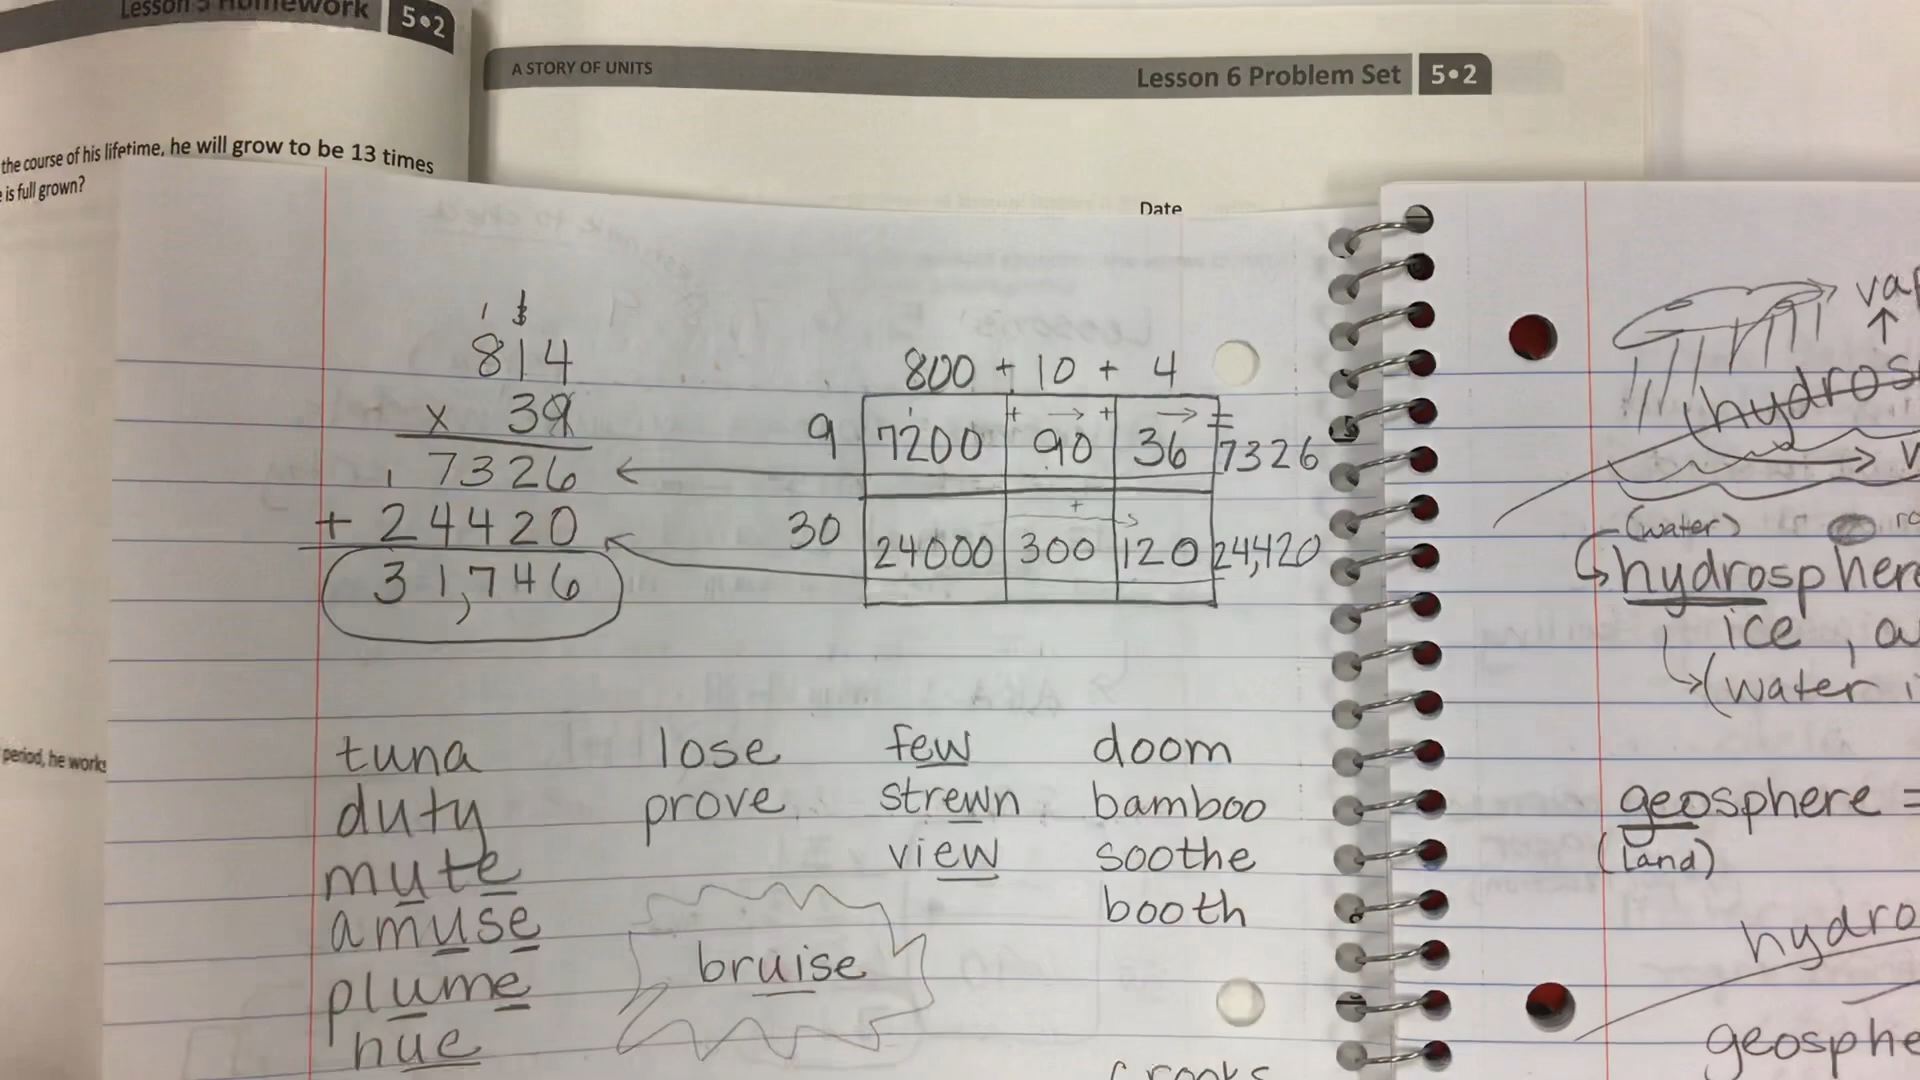 Lesson 5 Homework 5•2
the course of his lifetime, he will grow to be 13 times
is full grown?
period, he works
A STORY OF UNITS
Lesson 6 Problem Set 5•2
Date
814
x 39
7326
+ 24420
31,746
800 + 10 + 4
9 7200 + 90 + 36 = 7326
30 24000 300 + 120 24,420
tuna
duty
mute
amuse
plume
hue
lose
prove
bruise
few
strewn
view
doom
bamboo
soothe
booth
crooks
(water)
hydrosphere
ice,
(water
geosphere =
(land)
hydro
geosphe